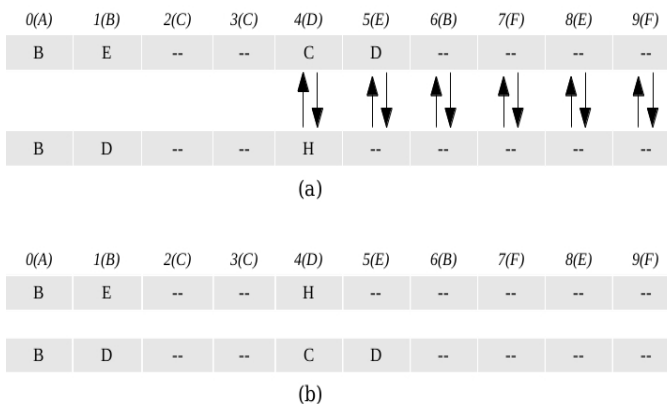 0(A) 1(B) 2(C) 3(C) 4(D) 5(E) 6(B) 7(F) 8(E) 9(F)
B E -- -- C D -- -- -- --
B D -- -- H -- -- -- -- --
(a)
0(A) 1(B) 2(C) 3(C) 4(D) 5(E) 6(B) 7(F) 8(E) 9(F)
B E -- -- H -- -- -- -- --
B D -- -- C D -- -- -- --
(b)